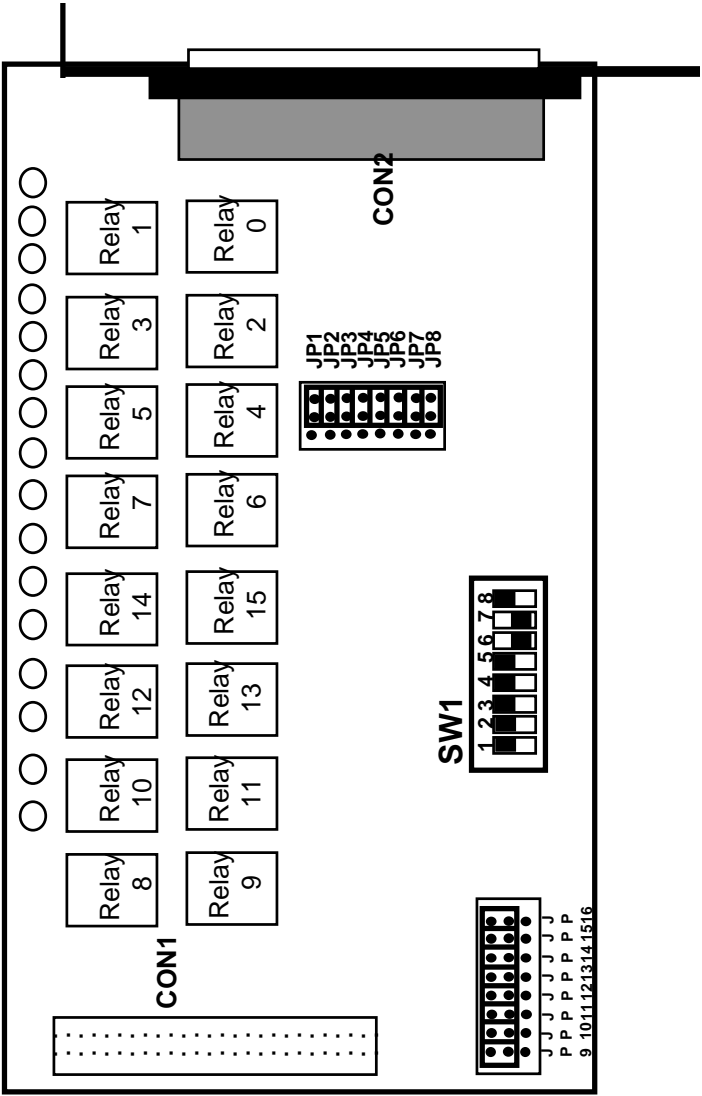 CON2
Relay
1
Relay
0
Relay
3
Relay
2
JP1
JP2
JP3
JP4
JP5
JP6
JP7
JP8
Relay
5
Relay
4
Relay
7
Relay
6
Relay
14
Relay
15
Relay
12
Relay
13
Relay
10
Relay
11
Relay
8
Relay
9
SW1
1 2 3 4 5 6 7 8
CON1
J J J J J J J J
P P P P P P P P
9 10 11 12 13 14 15 16